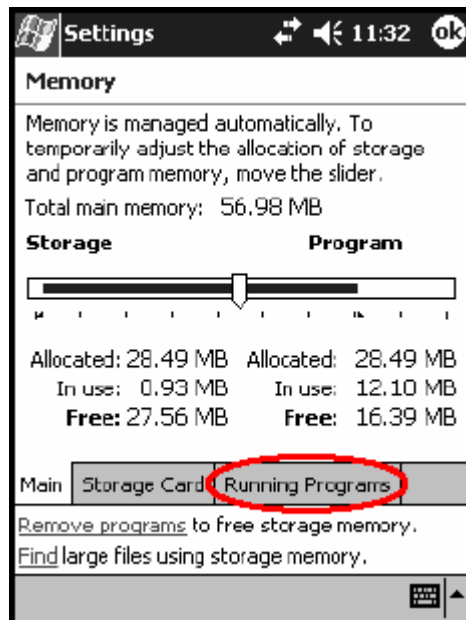 Settings 11:32 ok
Memory
Memory is managed automatically. To
temporarily adjust the allocation of storage
and program memory, move the slider.
Total main memory: 56.98 MB
Storage Program
Allocated: 28.49 MB Allocated: 28.49 MB
In use: 0.93 MB In use: 12.10 MB
Free: 27.56 MB Free: 16.39 MB
Main Storage Card Running Programs
Remove programs to free storage memory.
Find large files using storage memory.